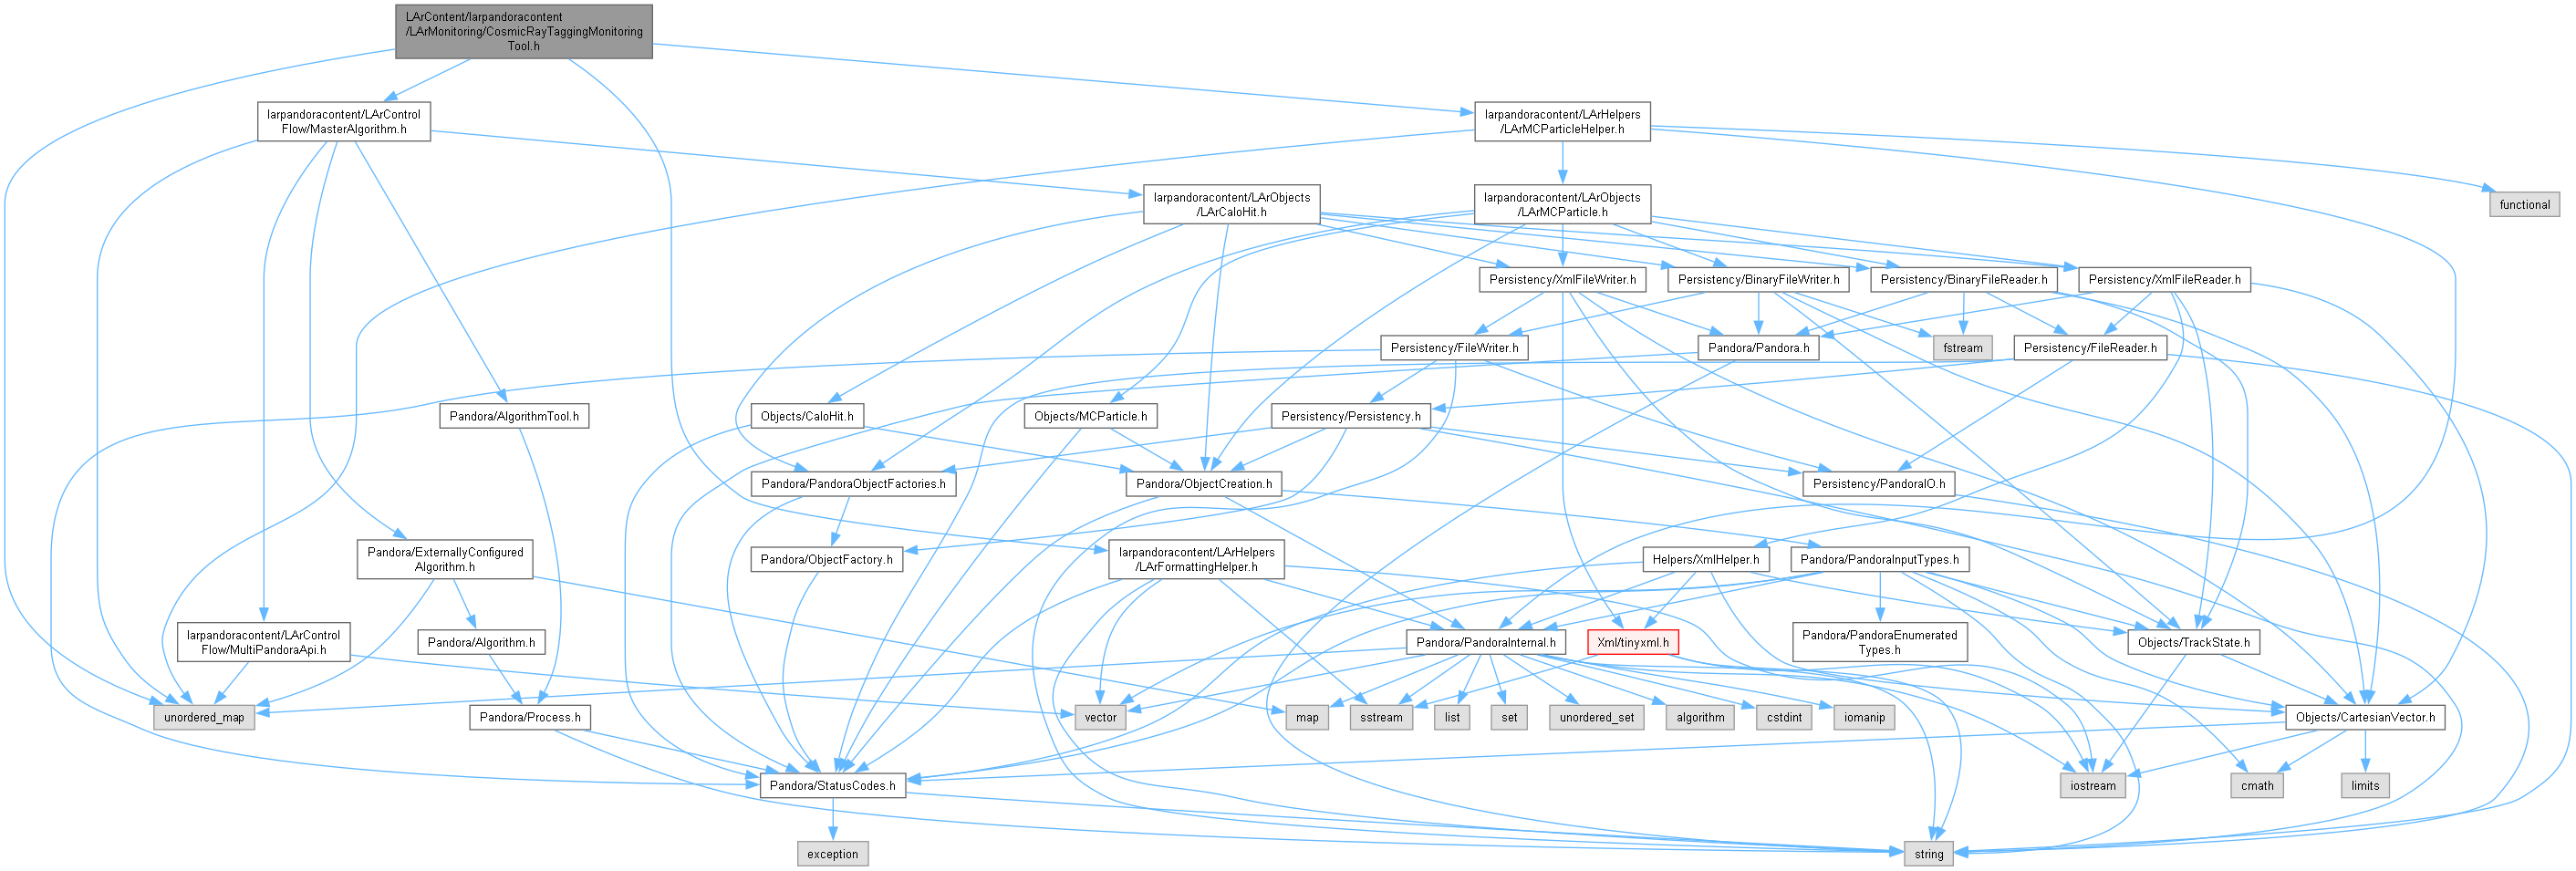 LArContent/larpandoracontent
/LArMonitoring/CosmicRayTaggingMonitoring
Tool.h
larpandoracontent/LArControl
Flow/MasterAlgorithm.h
larpandoracontent/LArHelpers
/LArMCParticleHelper.h
larpandoracontent/LArObjects
/LArCaloHit.h
larpandoracontent/LArObjects
/LArMCParticle.h
functional
Persistency/XmlFileWriter.h
Persistency/BinaryFileWriter.h
Persistency/BinaryFileReader.h
Persistency/XmlFileReader.h
Persistency/FileWriter.h
Pandora/Pandora.h
fstream
Persistency/FileReader.h
Pandora/AlgorithmTool.h
Objects/CaloHit.h
Objects/MCParticle.h
Persistency/Persistency.h
Pandora/PandoraObjectFactories.h
Pandora/ObjectCreation.h
Persistency/PandoraIO.h
Pandora/ExternallyConfigured
Algorithm.h
Pandora/ObjectFactory.h
larpandoracontent/LArHelpers
/LArFormattingHelper.h
Helpers/XmlHelper.h
Pandora/PandoraInputTypes.h
larpandoracontent/LArControl
Flow/MultiPandoraApi.h
Pandora/Algorithm.h
Pandora/PandoraInternal.h
Xml/tinyxml.h
Pandora/PandoraEnumerated
Types.h
Objects/TrackState.h
unordered_map
Pandora/Process.h
vector
map
sstream
list
set
unordered_set
algorithm
cstdint
iomanip
Objects/CartesianVector.h
Pandora/StatusCodes.h
iostream
cmath
limits
exception
string